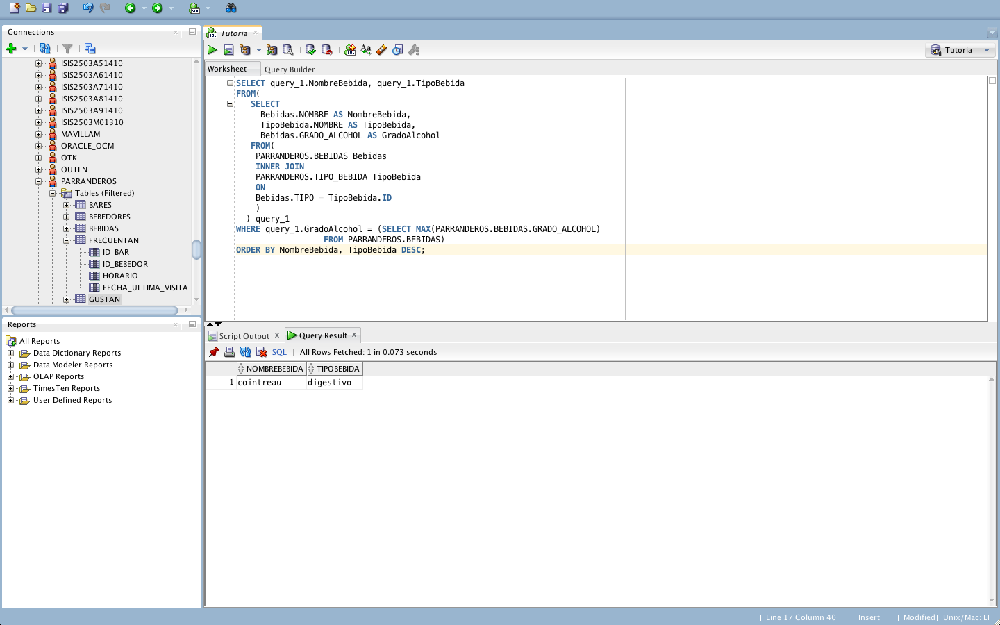 Connections
ISIS2503A51410
ISIS2503A61410
ISIS2503A71410
ISIS2503A81410
ISIS2503A91410
ISIS2503M01310
MAVILLAM
ORACLE_OCM
OTK
OUTLN
PARRANDEROS
Tables (Filtered)
BARES
BEBEDORES
BEBIDAS
FRECUENTAN
ID_BAR
ID_BEBEDOR
HORARIO
FECHA_ULTIMA_VISITA
GUSTAN
Reports
All Reports
Data Dictionary Reports
Data Modeler Reports
OLAP Reports
TimesTen Reports
User Defined Reports
Tutoria
Tutoria
Worksheet Query Builder
SELECT query_1.NombreBebida, query_1.TipoBebida
FROM(
SELECT
Bebidas.NOMBRE AS NombreBebida,
TipoBebida.NOMBRE AS TipoBebida,
Bebidas.GRADO_ALCOHOL AS GradoAlcohol
FROM(
PARRANDEROS.BEBIDAS Bebidas
INNER JOIN
PARRANDEROS.TIPO_BEBIDA TipoBebida
ON
Bebidas.TIPO = TipoBebida.ID
)
) query_1
WHERE query_1.GradoAlcohol = (SELECT MAX(PARRANDEROS.BEBIDAS.GRADO_ALCOHOL)
FROM PARRANDEROS.BEBIDAS)
ORDER BY NombreBebida, TipoBebida DESC;
Script Output x Query Result x
SQL | All Rows Fetched: 1 in 0.073 seconds
NOMBREBEBIDA TIPOBEBIDA
1 cointreau digestivo
| Line 17 Column 40 | Insert | Modified | Unix/Mac: LI